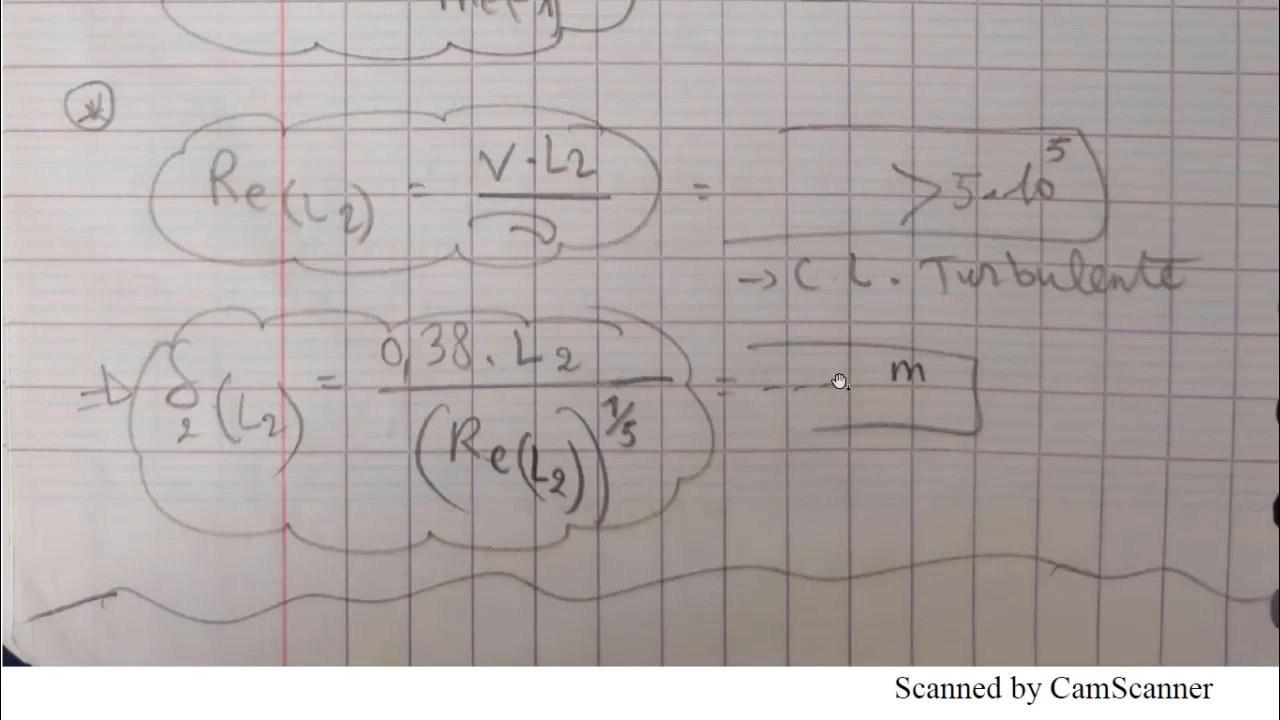 Re(L2) = V.L2 / ν = > 5.10^5
→ C.L. Turbulente
=> δ2(L2) = 0,38.L2 / (Re(L2))^1/5 = ---- m
Scanned by CamScanner